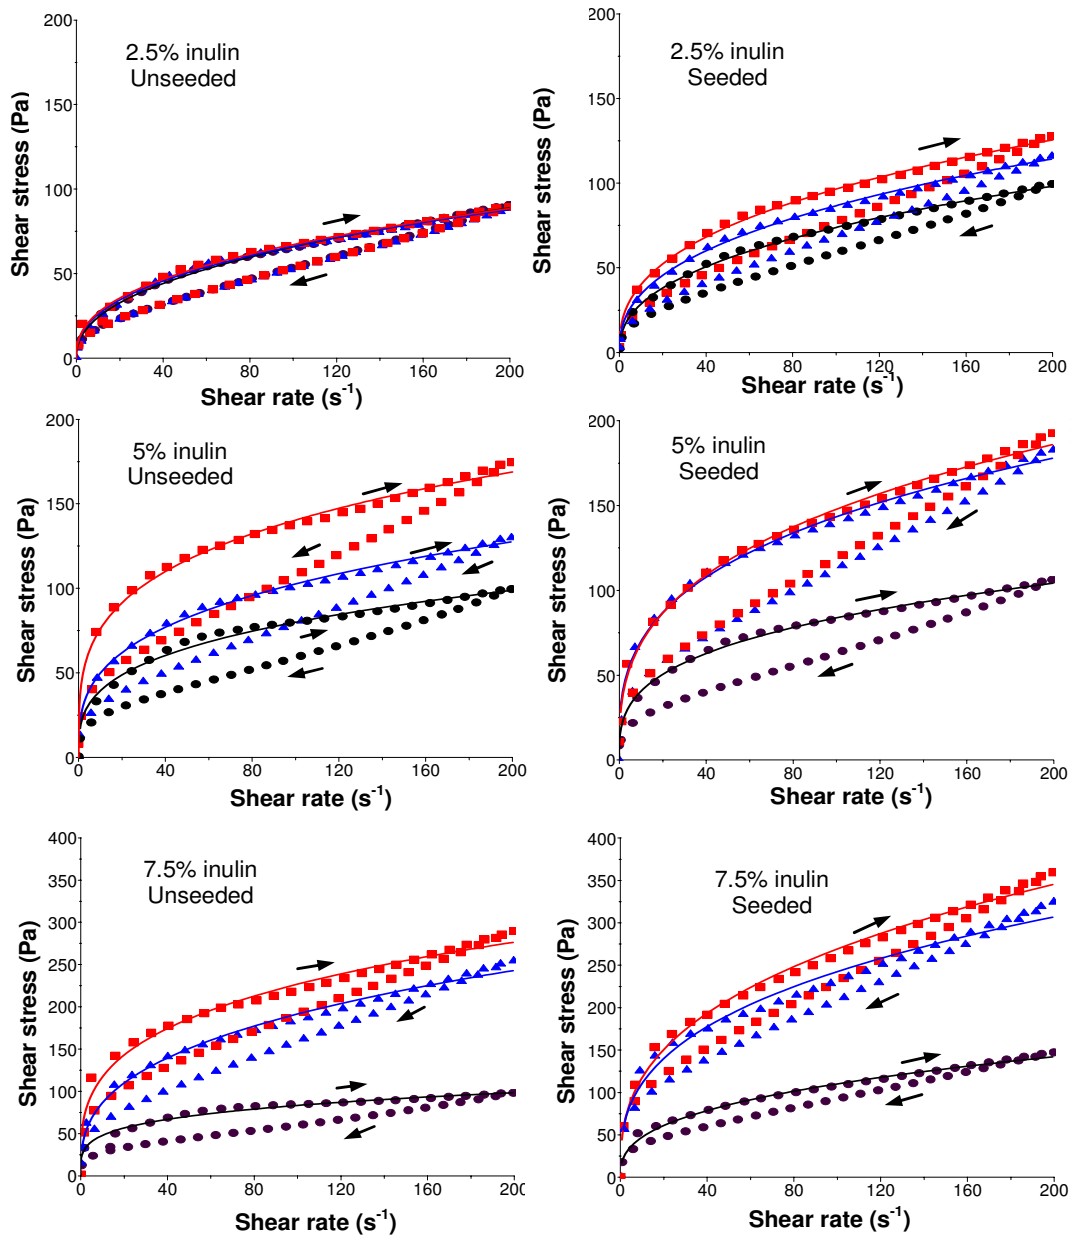 2.5% inulin
Unseeded
Shear stress (Pa)
200
150
100
50
0
0 40 80 120 160 200
Shear rate (s⁻¹)
2.5% inulin
Seeded
Shear stress (Pa)
200
150
100
50
0
0 40 80 120 160 200
Shear rate (s⁻¹)
5% inulin
Unseeded
Shear stress (Pa)
200
150
100
50
0
0 40 80 120 160 200
Shear rate (s⁻¹)
5% inulin
Seeded
Shear stress (Pa)
200
150
100
50
0
0 40 80 120 160 200
Shear rate (s⁻¹)
7.5% inulin
Unseeded
Shear stress (Pa)
400
350
300
250
200
150
100
50
0
0 40 80 120 160 200
Shear rate (s⁻¹)
7.5% inulin
Seeded
Shear stress (Pa)
400
350
300
250
200
150
100
50
0
0 40 80 120 160 200
Shear rate (s⁻¹)